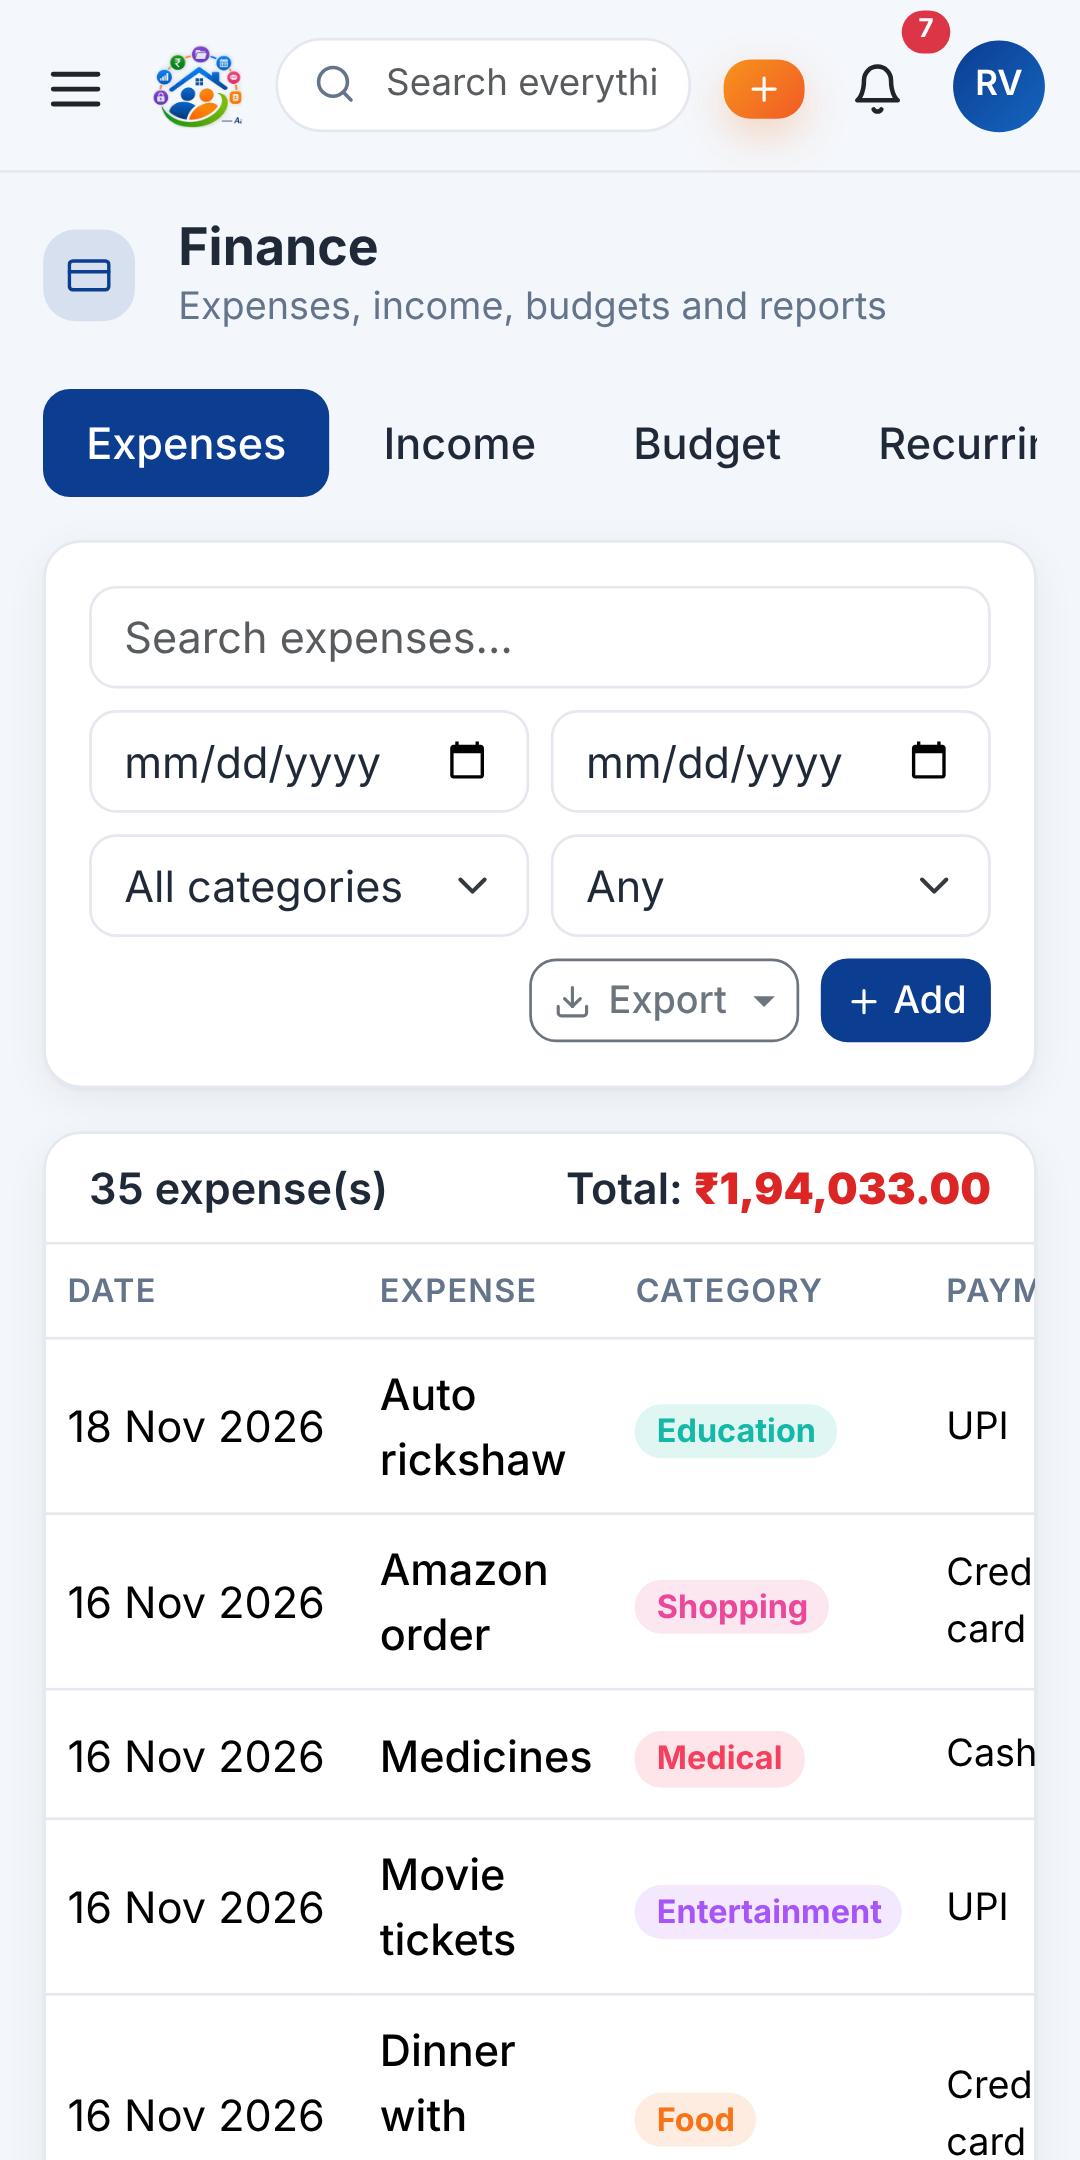 Search everythi
7
RV
Finance
Expenses, income, budgets and reports
Expenses
Income
Budget
Recurrin
Search expenses...
mm/dd/yyyy
mm/dd/yyyy
All categories
Any
Export
+ Add
35 expense(s)
Total: ₹1,94,033.00
DATE
EXPENSE
CATEGORY
PAYM
18 Nov 2026
Auto
rickshaw
Education
UPI
16 Nov 2026
Amazon
order
Shopping
Cred
card
16 Nov 2026
Medicines
Medical
Cash
16 Nov 2026
Movie
tickets
Entertainment
UPI
16 Nov 2026
Dinner
with
Food
Cred
card